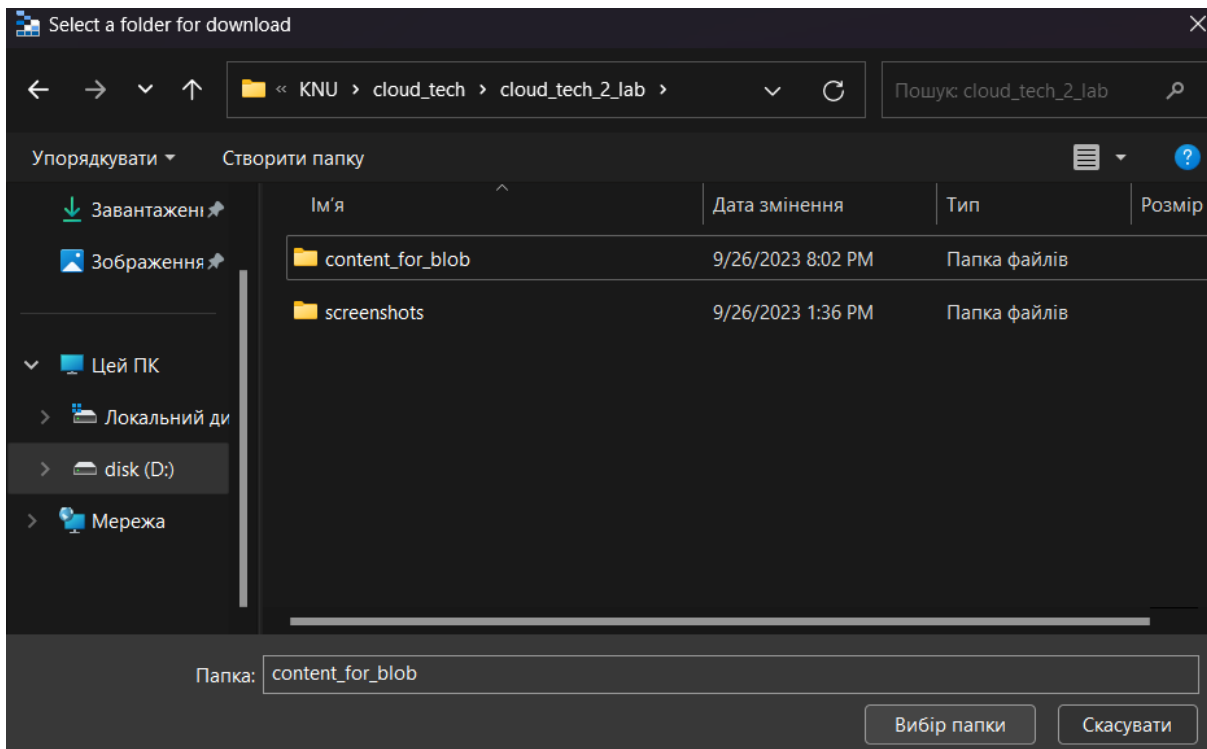 Select a folder for download
« KNU > cloud_tech > cloud_tech_2_lab >
Пошук: cloud_tech_2_lab
Упорядкувати Створити папку
Ім'я Дата змінення Тип Розмір
Завантажені
Зображення
content_for_blob 9/26/2023 8:02 PM Папка файлів
screenshots 9/26/2023 1:36 PM Папка файлів
Цей ПК
Локальний ди
disk (D:)
Мережа
Папка: content_for_blob
Вибір папки Скасувати